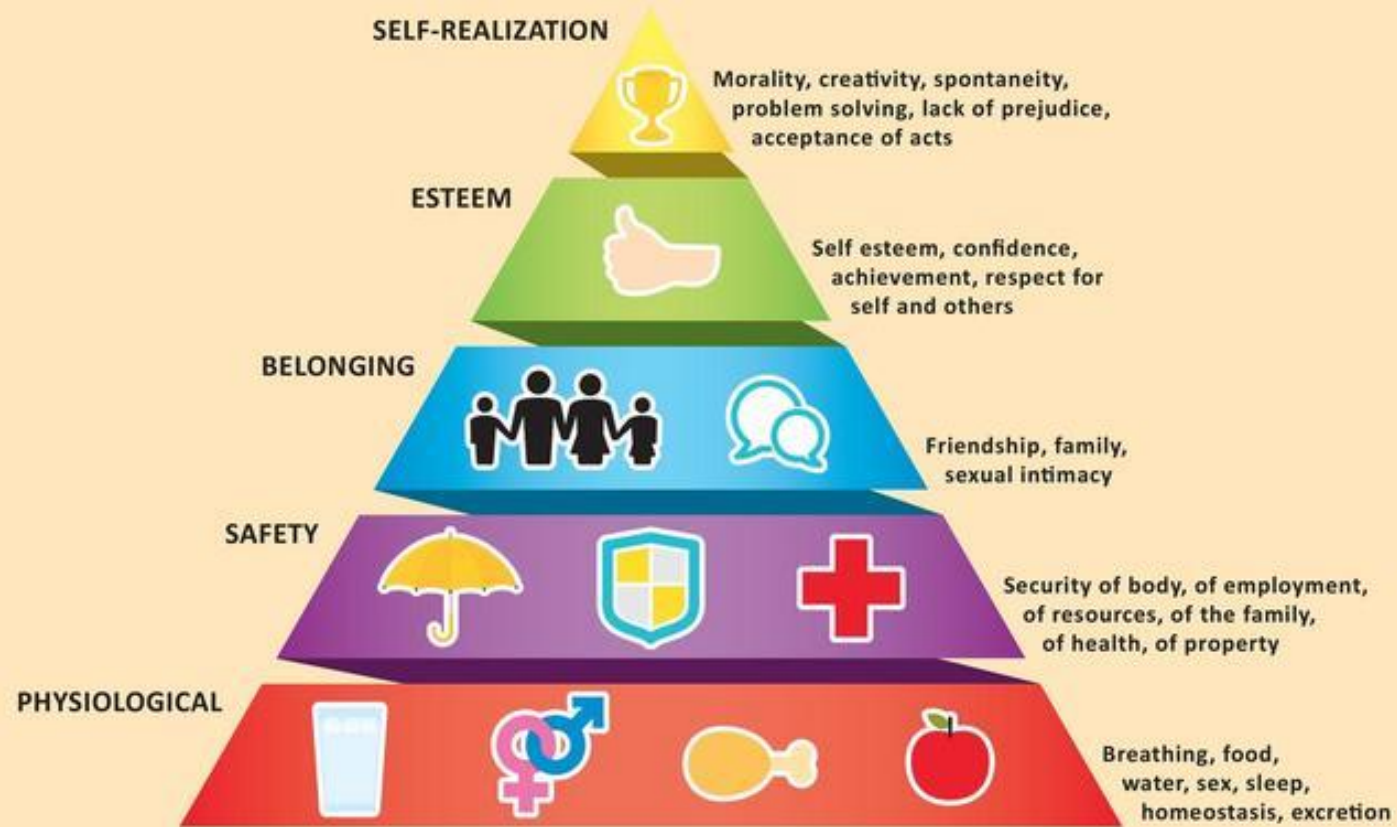 SELF-REALIZATION
Morality, creativity, spontaneity,
problem solving, lack of prejudice,
acceptance of acts
ESTEEM
Self esteem, confidence,
achievement, respect for
self and others
BELONGING
Friendship, family,
sexual intimacy
SAFETY
Security of body, of employment,
of resources, of the family,
of health, of property
PHYSIOLOGICAL
Breathing, food,
water, sex, sleep,
homeostasis, excretion